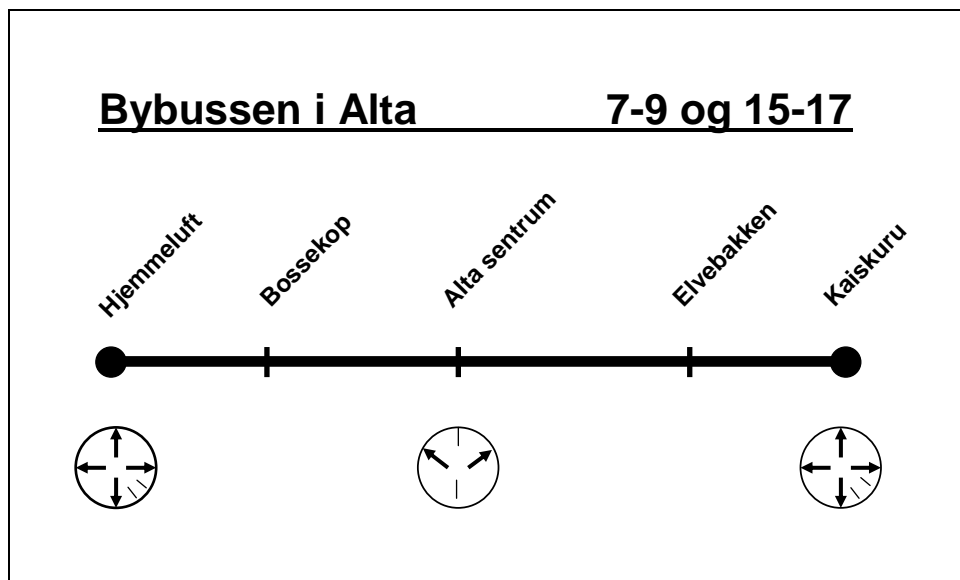 Bybussen i Alta 7-9 og 15-17
Hjemmeluft
Bossekop
Alta sentrum
Elvebakken
Kaiskuru